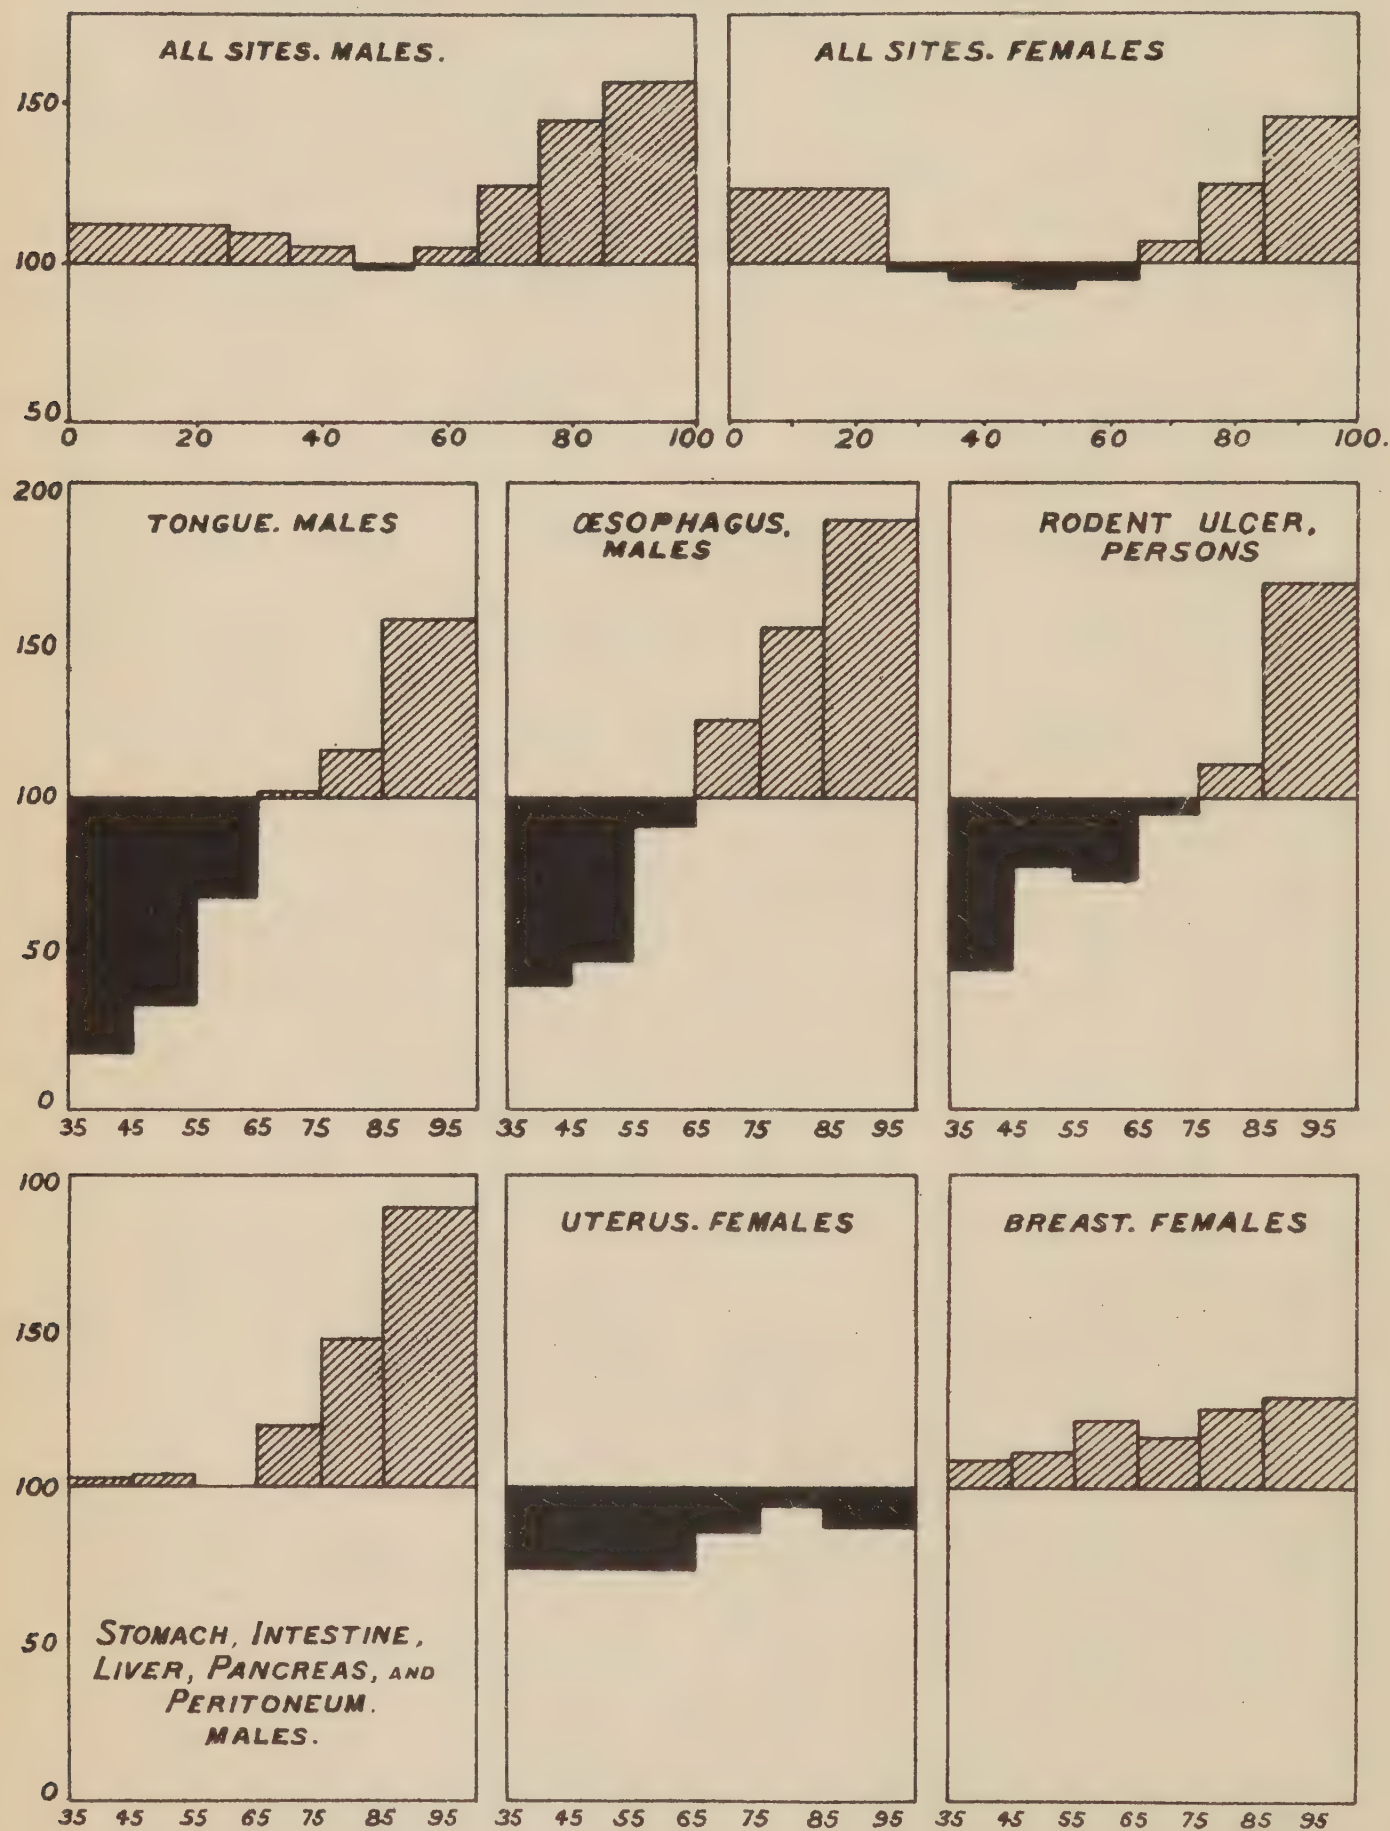 ALL SITES. MALES.
ALL SITES. FEMALES
150
100
50
0 20 40 60 80 100
0 20 40 60 80 100.
200
150
100
50
0
TONGUE. MALES
ŒSOPHAGUS,
MALES
RODENT ULCER,
PERSONS
35 45 55 65 75 85 95
35 45 55 65 75 85 95
35 45 55 65 75 85 95
100
150
100
50
0
STOMACH, INTESTINE,
LIVER, PANCREAS, AND
PERITONEUM.
MALES.
UTERUS. FEMALES
BREAST. FEMALES
35 45 55 65 75 85 95
35 45 55 65 75 85 95
35 45 55 65 75 85 95